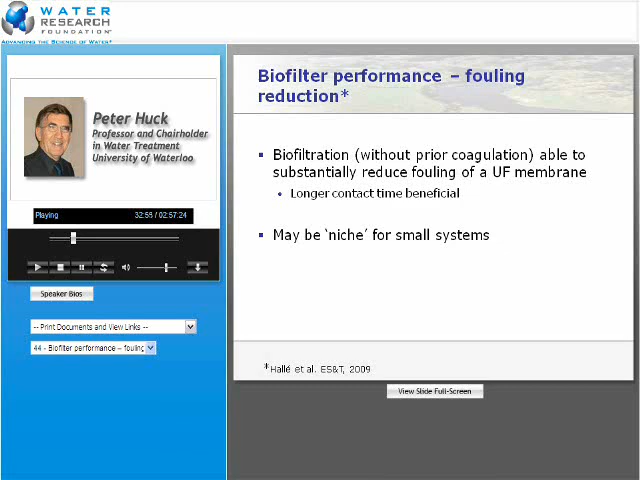 WATER
RESEARCH
FOUNDATION
ADVANCING THE SCIENCE OF WATER®
Peter Huck
Professor and Chairholder
in Water Treatment
University of Waterloo
Playing 32:55 / 02:57:24
Speaker Bios
-- Print Documents and View Links --
44 - Biofilter performance – fouling
Biofilter performance – fouling
reduction*
Biofiltration (without prior coagulation) able to
substantially reduce fouling of a UF membrane
Longer contact time beneficial
May be ‘niche’ for small systems
*Hallé et al. ES&T, 2009
View Slide Full-Screen